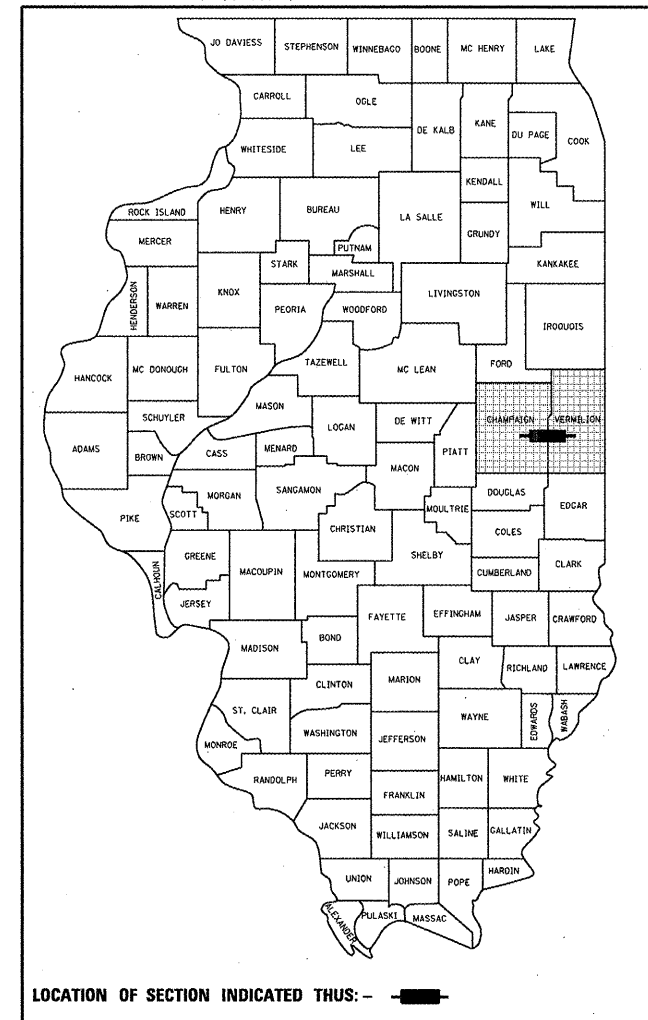 JO DAVIESS STEPHENSON WINNEBAGO BOONE MC HENRY LAKE
CARROLL OGLE DE KALB KANE DU PAGE COOK
WHITESIDE LEE KENDALL WILL
ROCK ISLAND HENRY BUREAU LA SALLE GRUNDY
MERCER PUTNAM KANKAKEE
STARK MARSHALL
HENDERSON WARREN KNOX PEORIA WOODFORD LIVINGSTON IROQUOIS
HANCOCK MC DONOUGH FULTON TAZEWELL MC LEAN FORD
SCHUYLER MASON LOGAN DE WITT CHAMPAIGN VERMILION
ADAMS BROWN CASS MENARD MACON PIATT
PIKE SCOTT MORGAN SANGAMON CHRISTIAN MOULTRIE DOUGLAS EDGAR
COLES
CALHOUN GREENE MACOUPIN MONTGOMERY SHELBY CUMBERLAND CLARK
JERSEY FAYETTE EFFINGHAM JASPER CRAWFORD
MADISON BOND CLAY RICHLAND LAWRENCE
CLINTON MARION
ST. CLAIR WASHINGTON JEFFERSON WAYNE EDWARDS WABASH
MONROE
RANDOLPH PERRY FRANKLIN HAMILTON WHITE
JACKSON WILLIAMSON SALINE GALLATIN
UNION JOHNSON POPE HARDIN
ALEXANDER PULASKI MASSAC
LOCATION OF SECTION INDICATED THUS: -